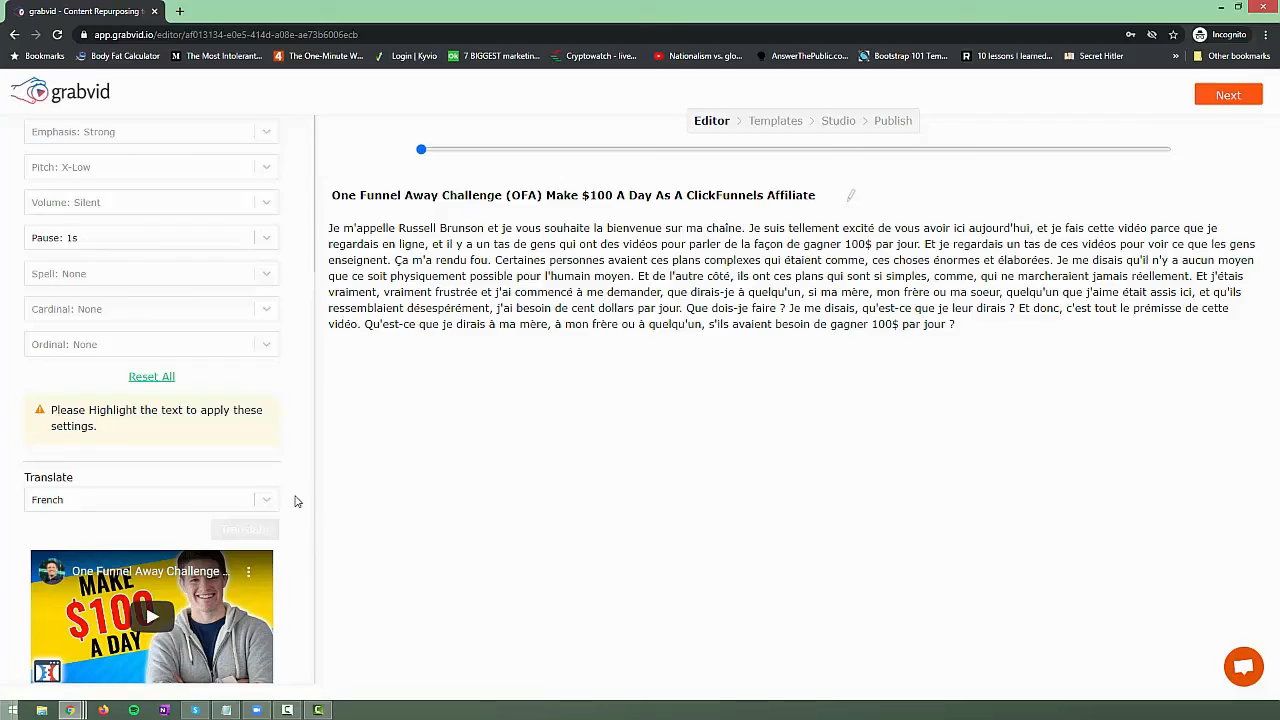 grabvid - Content Repurposing t
app.grabvid.io/editor/af013134-e0e5-414d-a08e-ae73b6006ecb
Incognito
Bookmarks
Body Fat Calculator
The Most Intolerant...
The One-Minute W...
Login | Kyvio
7 BIGGEST marketin...
Cryptowatch - live...
Nationalism vs. glo...
AnswerThePublic.co...
Bootstrap 101 Tem...
10 lessons I learned...
Secret Hitler
Other bookmarks
grabvid
Next
Editor > Templates > Studio > Publish
Emphasis: Strong
Pitch: X-Low
Volume: Silent
Pause: 1s
Spell: None
Cardinal: None
Ordinal: None
Reset All
Please Highlight the text to apply these
settings.
Translate
French
Translate
One Funnel Away Challenge ...
MAKE
$100
A DAY
One Funnel Away Challenge (OFA) Make $100 A Day As A ClickFunnels Affiliate
Je m'appelle Russell Brunson et je vous souhaite la bienvenue sur ma chaîne. Je suis tellement excité de vous avoir ici aujourd'hui, et je fais cette vidéo parce que je
regardais en ligne, et il y a un tas de gens qui ont des vidéos pour parler de la façon de gagner 100$ par jour. Et je regardais un tas de ces vidéos pour voir ce que les gens
enseignent. Ça m'a rendu fou. Certaines personnes avaient ces plans complexes qui étaient comme, ces choses énormes et élaborées. Je me disais qu'il n'y a aucun moyen
que ce soit physiquement possible pour l'humain moyen. Et de l'autre côté, ils ont ces plans qui sont si simples, comme, qui ne marcheraient jamais réellement. Et j'étais
vraiment, vraiment frustrée et j'ai commencé à me demander, que dirais-je à quelqu'un, si ma mère, mon frère ou ma soeur, quelqu'un que j'aime était assis ici, et qu'ils
ressemblaient désespérément, j'ai besoin de cent dollars par jour. Que dois-je faire ? Je me disais, qu'est-ce que je leur dirais ? Et donc, c'est tout le prémisse de cette
vidéo. Qu'est-ce que je dirais à ma mère, à mon frère ou à quelqu'un, s'ils avaient besoin de gagner 100$ par jour ?